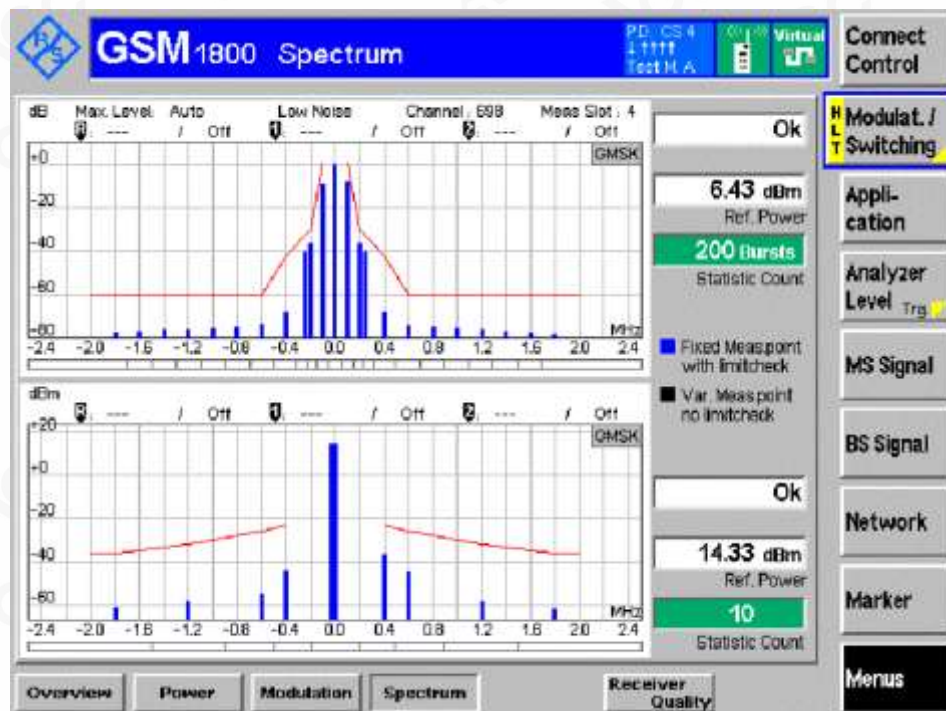 GSM 1800 Spectrum
P.D. CS 4
Test M. A.
Virtual
Connect Control
dB Max. Level: Auto Low Noise Channel: 698 Meas Slot: 4
R: --- / Off 1: --- / Off 2: --- / Off
GMSK
+0
-20
-40
-60
-80
MHz
-2.4 -2.0 -1.6 -1.2 -0.8 -0.4 0.0 0.4 0.8 1.2 1.6 2.0 2.4
Ok
6.43 dBm
Ref. Power
200 Bursts
Statistic Count
Fixed Meas.point
with limitcheck
Var. Meas.point
no limitcheck
dBm
R: --- / Off 1: --- / Off 2: --- / Off
GMSK
+20
+0
-20
-40
-60
MHz
-2.4 -2.0 -1.6 -1.2 -0.8 -0.4 0.0 0.4 0.8 1.2 1.6 2.0 2.4
Ok
14.33 dBm
Ref. Power
10
Statistic Count
H L T
Modulat. /
Switching
Appli-
cation
Analyzer
Level Trg
MS Signal
BS Signal
Network
Marker
Menus
Overview Power Modulation Spectrum Receiver
Quality